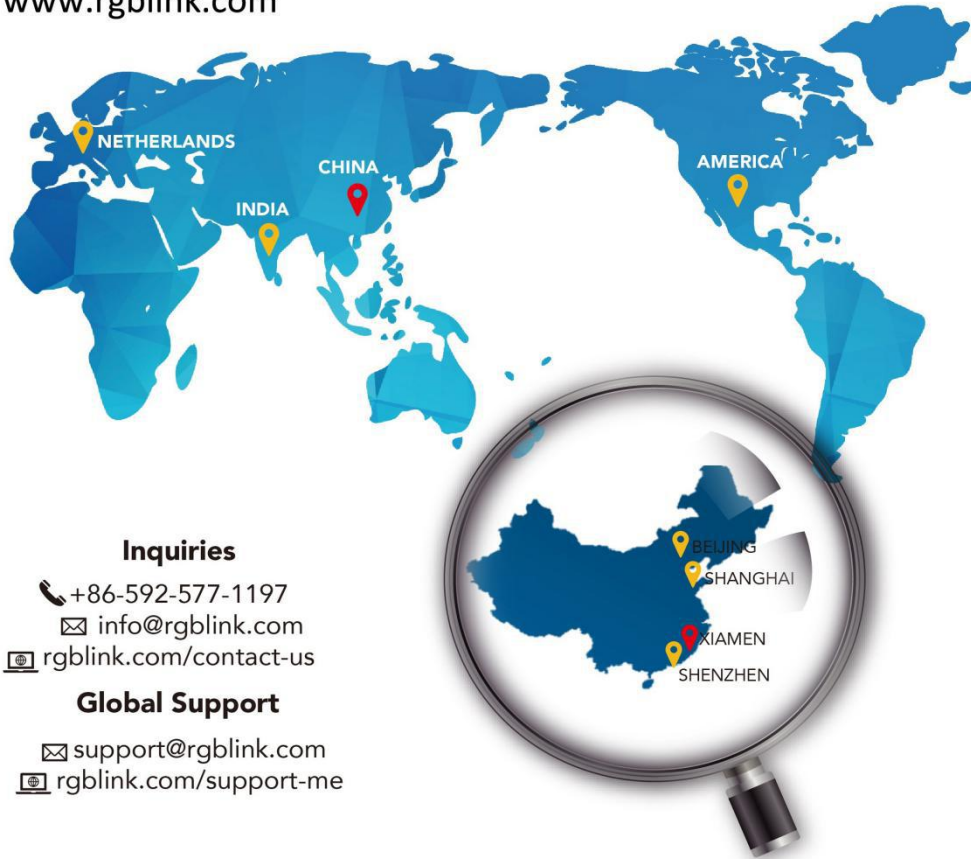 www.rgblink.com
NETHERLANDS
CHINA
AMERICA
INDIA
BEIJING
SHANGHAI
XIAMEN
SHENZHEN
Inquiries
+86-592-577-1197
info@rgblink.com
rgblink.com/contact-us
Global Support
support@rgblink.com
rgblink.com/support-me